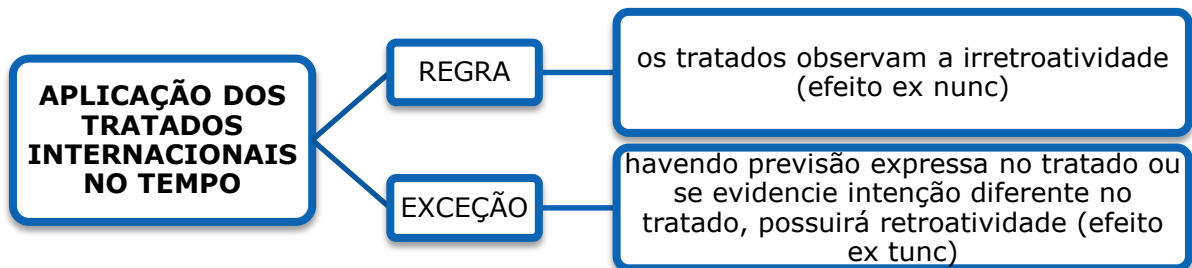 APLICAÇÃO DOS
TRATADOS
INTERNACIONAIS
NO TEMPO
REGRA
os tratados observam a irretroatividade
(efeito ex nunc)
EXCEÇÃO
havendo previsão expressa no tratado ou
se evidencie intenção diferente no
tratado, possuirá retroatividade (efeito
ex tunc)